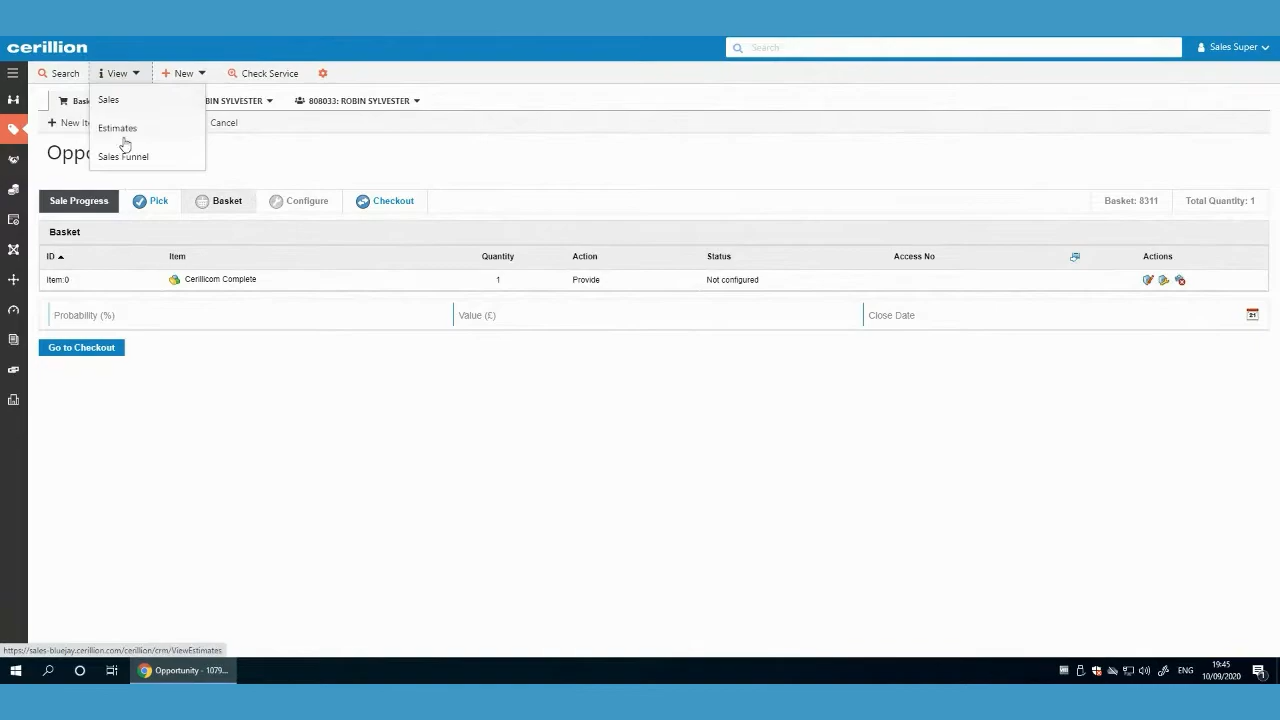 cerillion
Search
Sales Super
Search View New Check Service
Sales
Estimates
Sales Funnel
Bask BIN SYLVESTER 808033: ROBIN SYLVESTER
New Ite Cancel
Oppo
Sale Progress Pick Basket Configure Checkout Basket: 8311 Total Quantity: 1
Basket
ID Item Quantity Action Status Access No Actions
Item:0 Cerillicom Complete 1 Provide Not configured
Probability (%) Value (£) Close Date
Go to Checkout
https://sales-bluejay.cerillion.com/cerillion/crm/ViewEstimates
Opportunity - 1079... ENG 19:45
10/09/2020